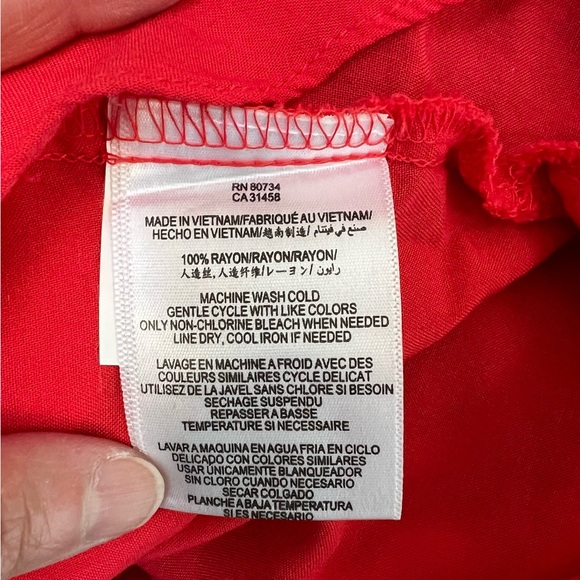 RN 80734
CA 31458
MADE IN VIETNAM/FABRIQUÉ AU VIETNAM/
HECHO EN VIETNAM/越南制造/ صنع في فيتنام/
100% RAYON/RAYON/RAYON/
人造丝,人造纤维/レーヨン/ رايون/
MACHINE WASH COLD
GENTLE CYCLE WITH LIKE COLORS
ONLY NON-CHLORINE BLEACH WHEN NEEDED
LINE DRY, COOL IRON IF NEEDED
LAVAGE EN MACHINE A FROID AVEC DES
COULEURS SIMILAIRES CYCLE DELICAT
UTILISEZ DE LA JAVEL SANS CHLORE SI BESOIN
SECHAGE SUSPENDU
REPASSER A BASSE
TEMPERATURE SI NECESSAIRE
LAVAR A MAQUINA EN AGUA FRIA EN CICLO
DELICADO CON COLORES SIMILARES
USAR ÚNICAMENTE BLANQUEADOR
SIN CLORO CUANDO NECESARIO
SECAR COLGADO
PLANCHE A BAJA TEMPERATURA
SI ES NECESARIO